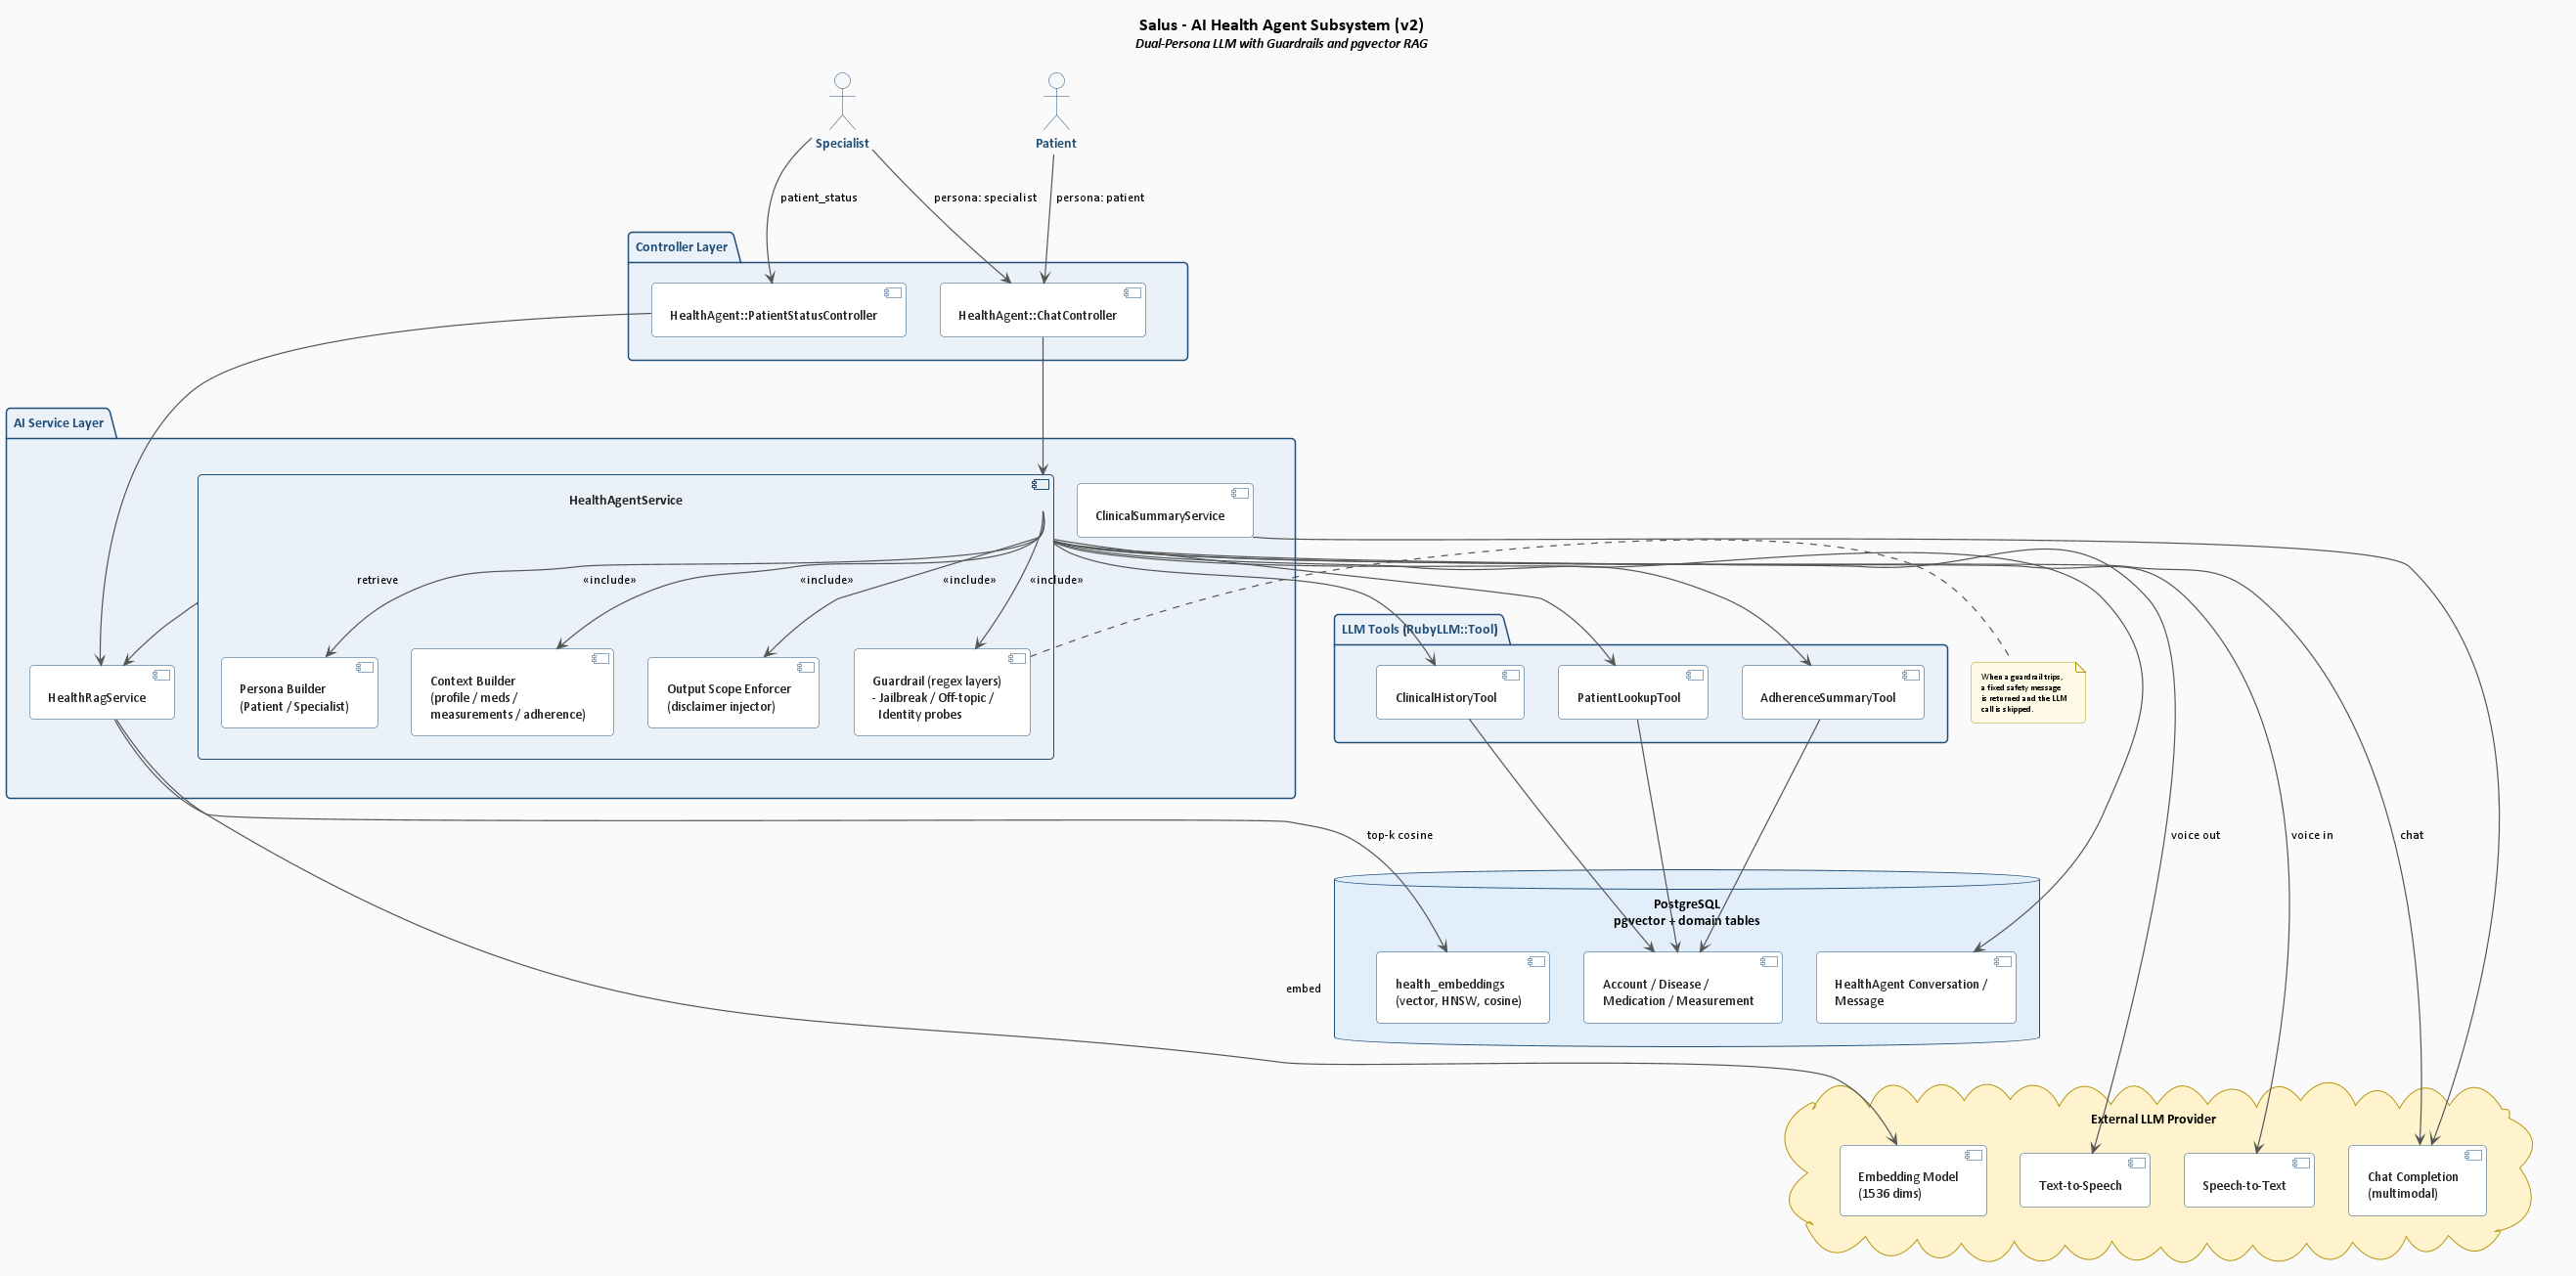 Salus - AI Health Agent Subsystem (v2)
Dual-Persona LLM with Guardrails and pgvector RAG
Specialist
Patient
patient_status
persona: specialist
persona: patient
Controller Layer
HealthAgent::PatientStatusController
HealthAgent::ChatController
AI Service Layer
HealthAgentService
ClinicalSummaryService
retrieve
«include»
«include»
«include»
«include»
HealthRagService
Persona Builder
(Patient / Specialist)
Context Builder
(profile / meds /
measurements / adherence)
Output Scope Enforcer
(disclaimer injector)
Guardrail (regex layers)
- Jailbreak / Off-topic /
Identity probes
LLM Tools (RubyLLM::Tool)
ClinicalHistoryTool
PatientLookupTool
AdherenceSummaryTool
When a guardrail trips,
a fixed safety message
is returned and the LLM
call is skipped.
top-k cosine
voice out
voice in
chat
PostgreSQL
pgvector + domain tables
embed
health_embeddings
(vector, HNSW, cosine)
Account / Disease /
Medication / Measurement
HealthAgent Conversation /
Message
External LLM Provider
Embedding Model
(1536 dims)
Text-to-Speech
Speech-to-Text
Chat Completion
(multimodal)